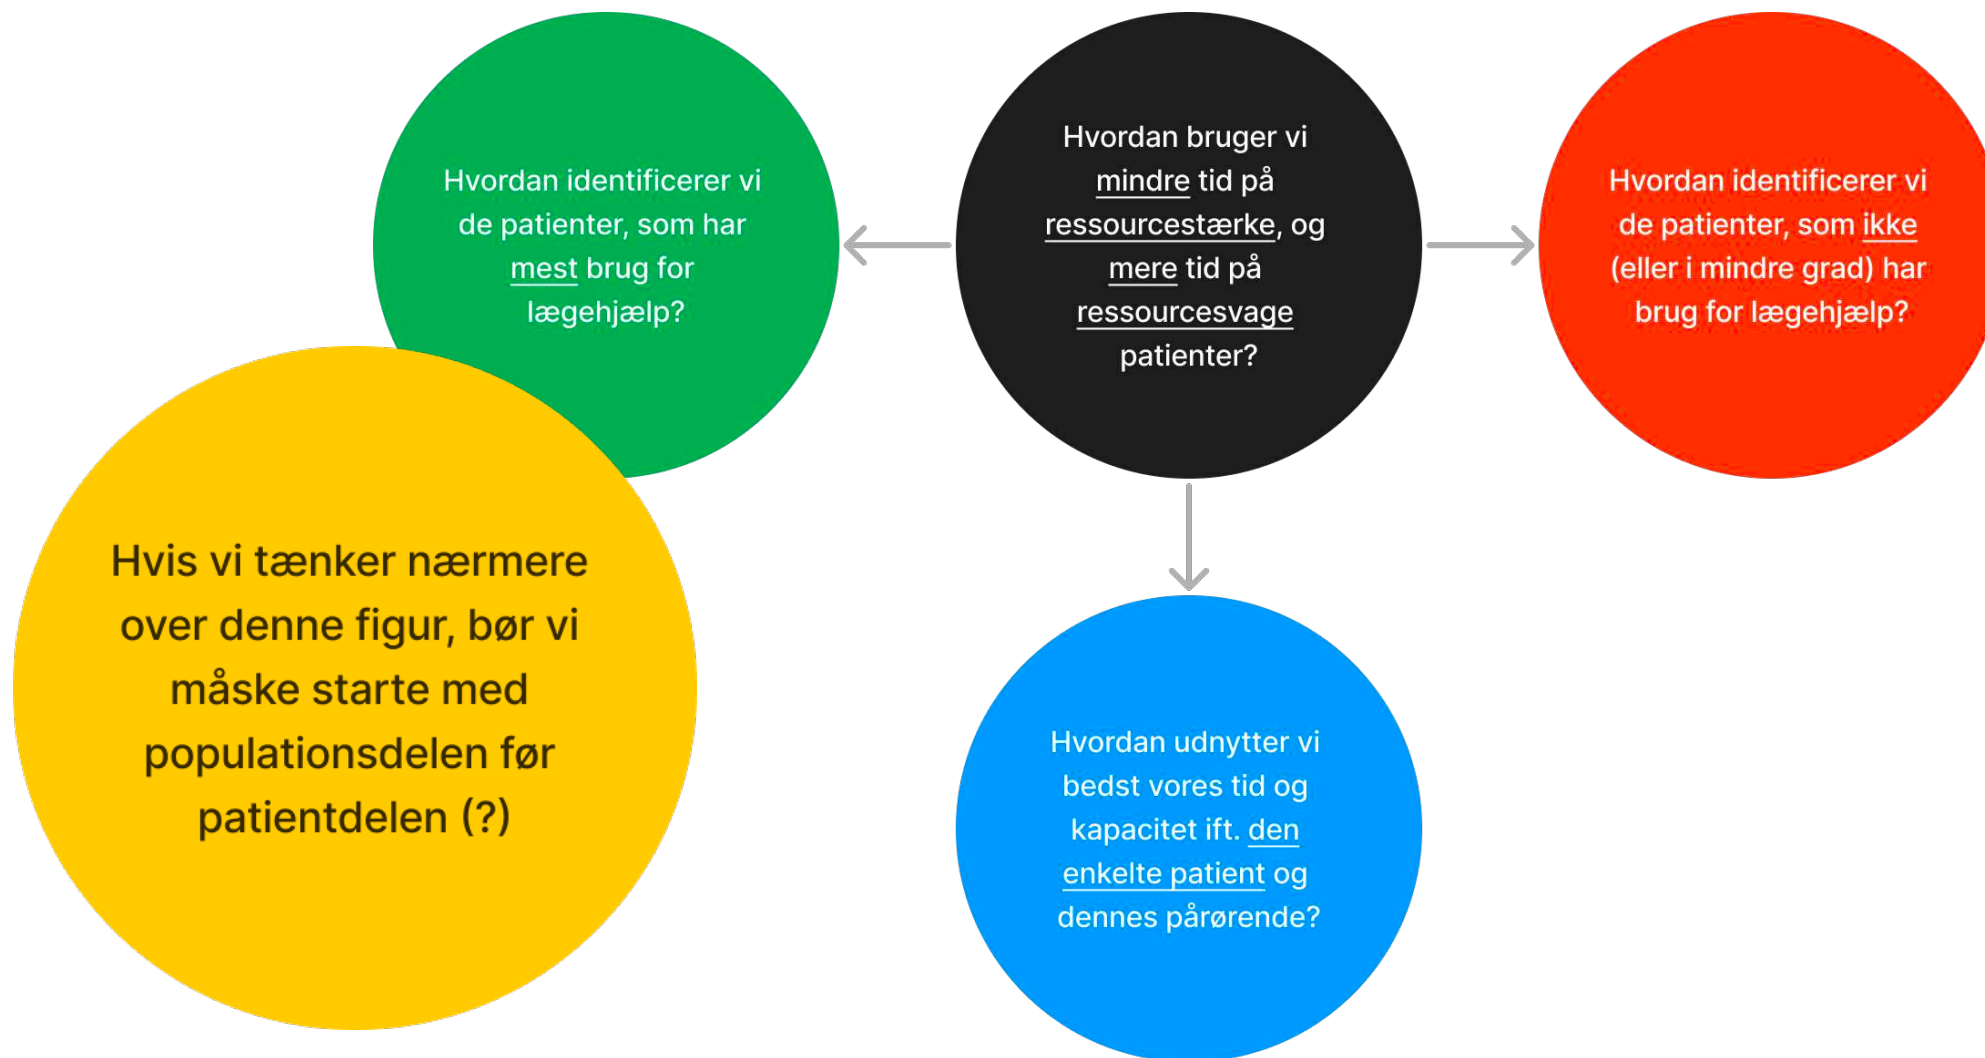 Hvordan identificerer vi
de patienter, som har
mest brug for
lægehjælp?
Hvordan bruger vi
mindre tid på
ressourcestærke, og
mere tid på
ressourcesvage
patienter?
Hvordan identificerer vi
de patienter, som ikke
(eller i mindre grad) har
brug for lægehjælp?
Hvis vi tænker nærmere
over denne figur, bør vi
måske starte med
populationsdelen før
patientdelen (?)
Hvordan udnytter vi
bedst vores tid og
kapacitet ift. den
enkelte patient og
dennes pårørende?